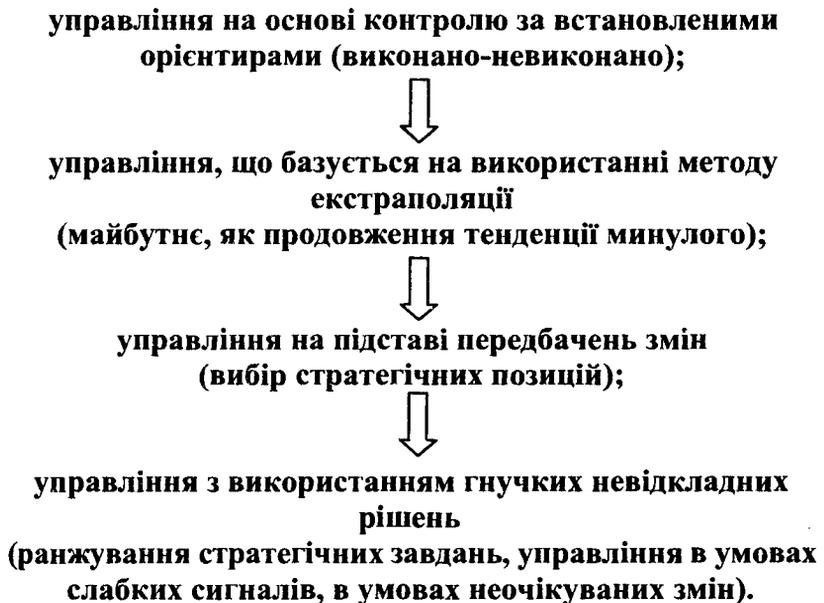 управління на основі контролю за встановленими
орієнтирами (виконано-невиконано);
управління, що базується на використанні методу
екстраполяції
(майбутнє, як продовження тенденції минулого);
управління на підставі передбачень змін
(вибір стратегічних позицій);
управління з використанням гнучких невідкладних
рішень
(ранжування стратегічних завдань, управління в умовах
слабких сигналів, в умовах неочікуваних змін).